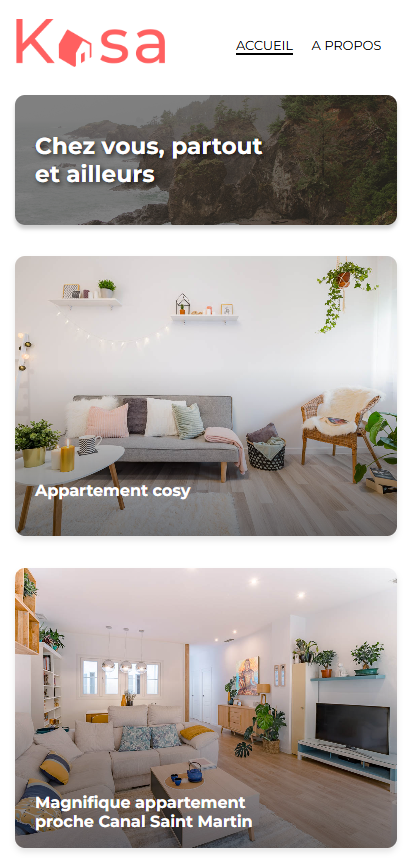 Kasa
ACCUEIL A PROPOS
Chez vous, partout
et ailleurs
Appartement cosy
Magnifique appartement
proche Canal Saint Martin